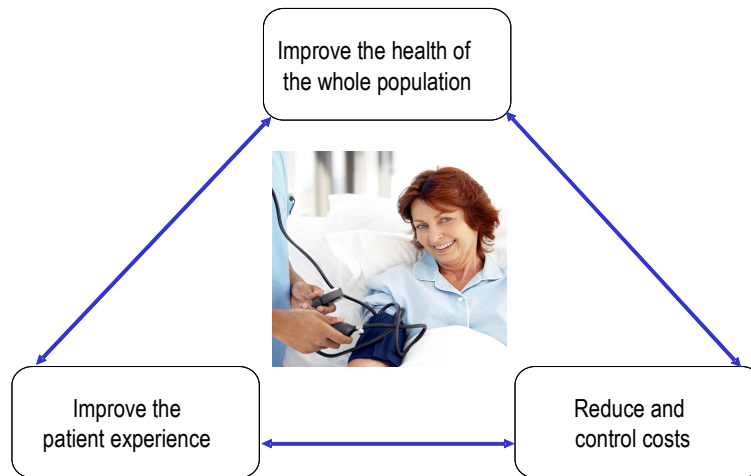 Improve the health of
the whole population
Improve the
patient experience
Reduce and
control costs